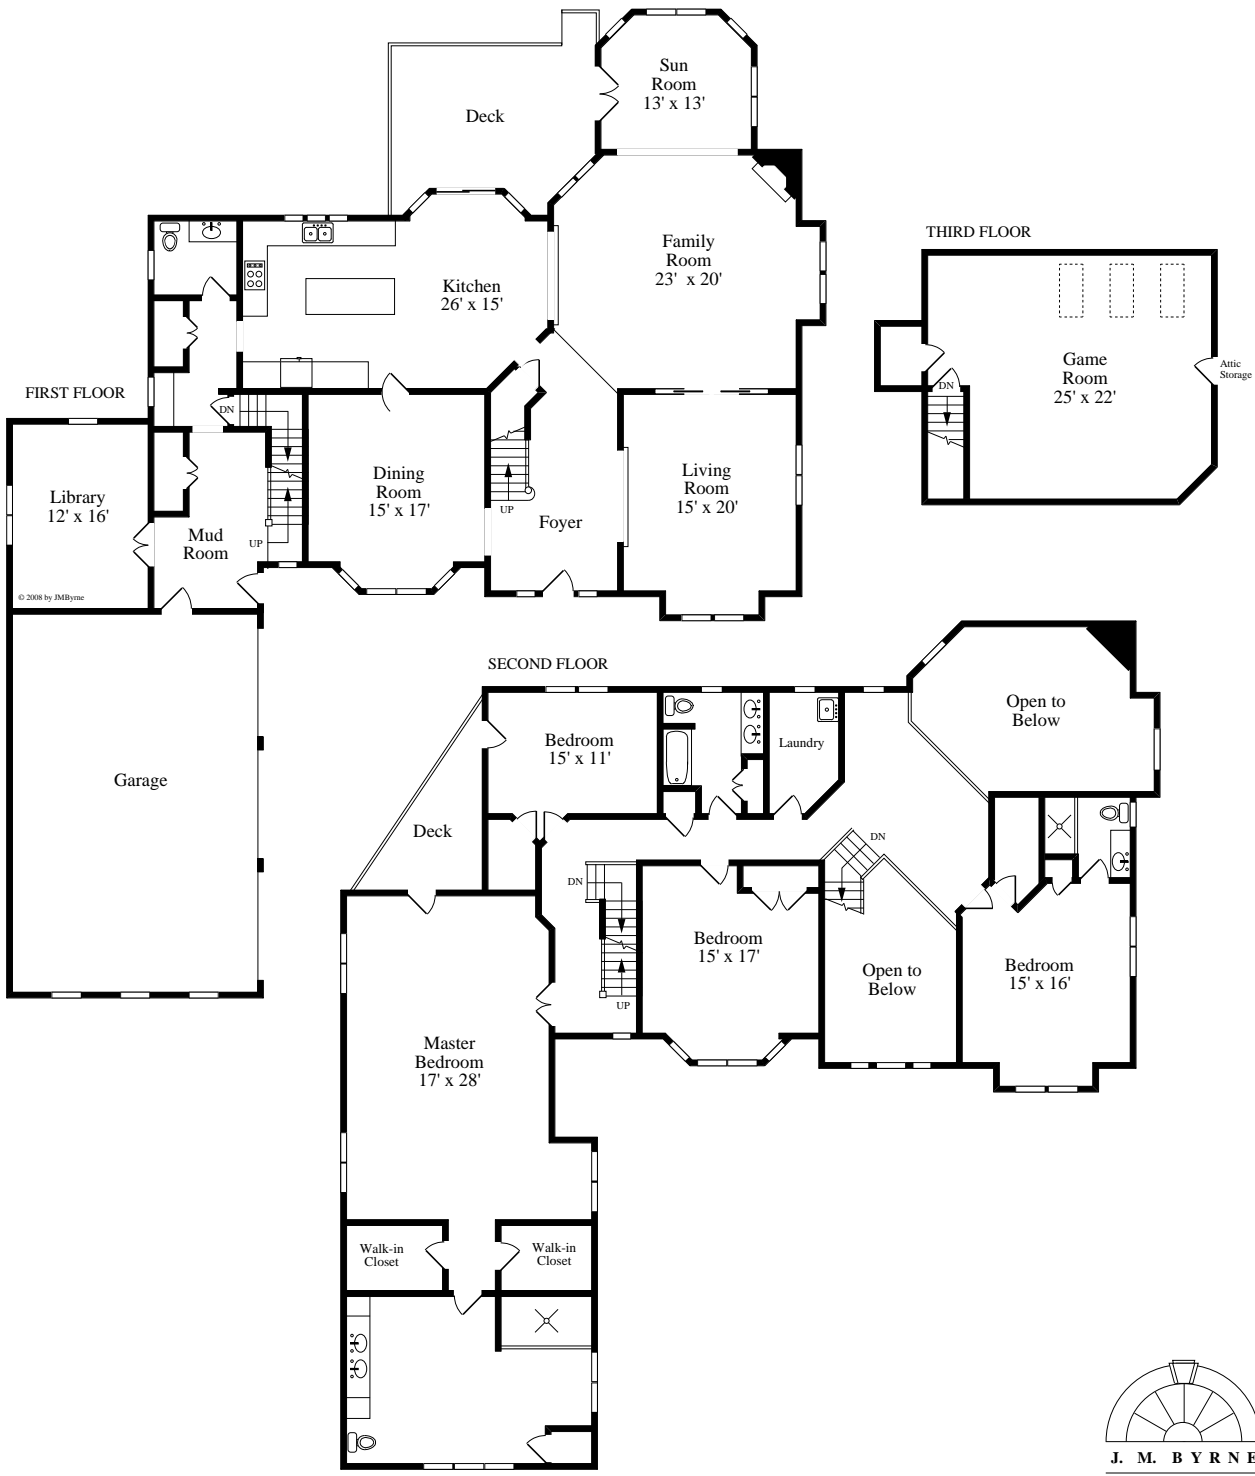 Sun
Room
13' x 13'
Deck
Family
Room
23' x 20'
Kitchen
26' x 15'
THIRD FLOOR
Game
Room
25' x 22'
Attic
Storage
DN
FIRST FLOOR
DN
Library
12' x 16'
Mud
Room
UP
Dining
Room
15' x 17'
UP
Foyer
Living
Room
15' x 20'
© 2008 by JMByrne
Garage
SECOND FLOOR
Bedroom
15' x 11'
Laundry
Open to
Below
Deck
DN
DN
Bedroom
15' x 17'
Open to
Below
Bedroom
15' x 16'
UP
Master
Bedroom
17' x 28'
Walk-in
Closet
Walk-in
Closet
J. M. BYRNE